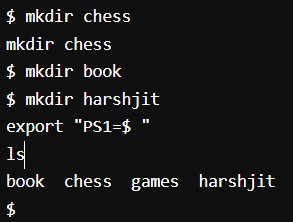 $ mkdir chess
mkdir chess
$ mkdir book
$ mkdir harshjit
export "PS1=$ "
ls
book  chess  games  harshjit
$